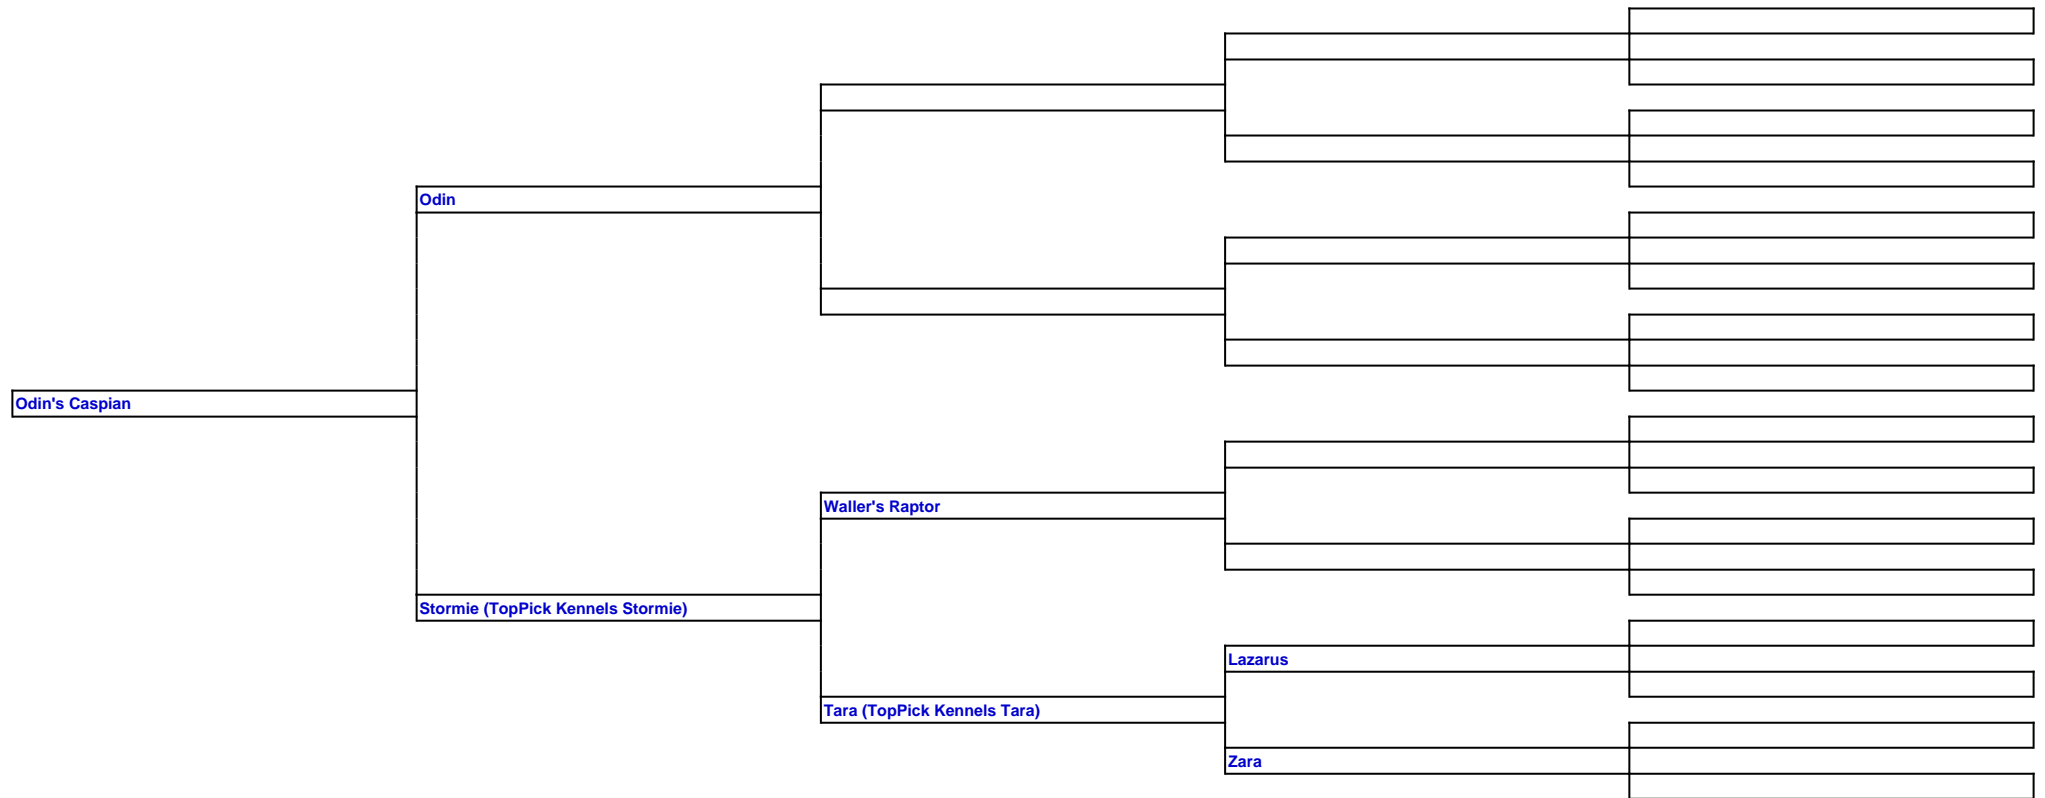 Odin
Odin's Caspian
Waller's Raptor
Stormie (TopPick Kennels Stormie)
Lazarus
Tara (TopPick Kennels Tara)
Zara